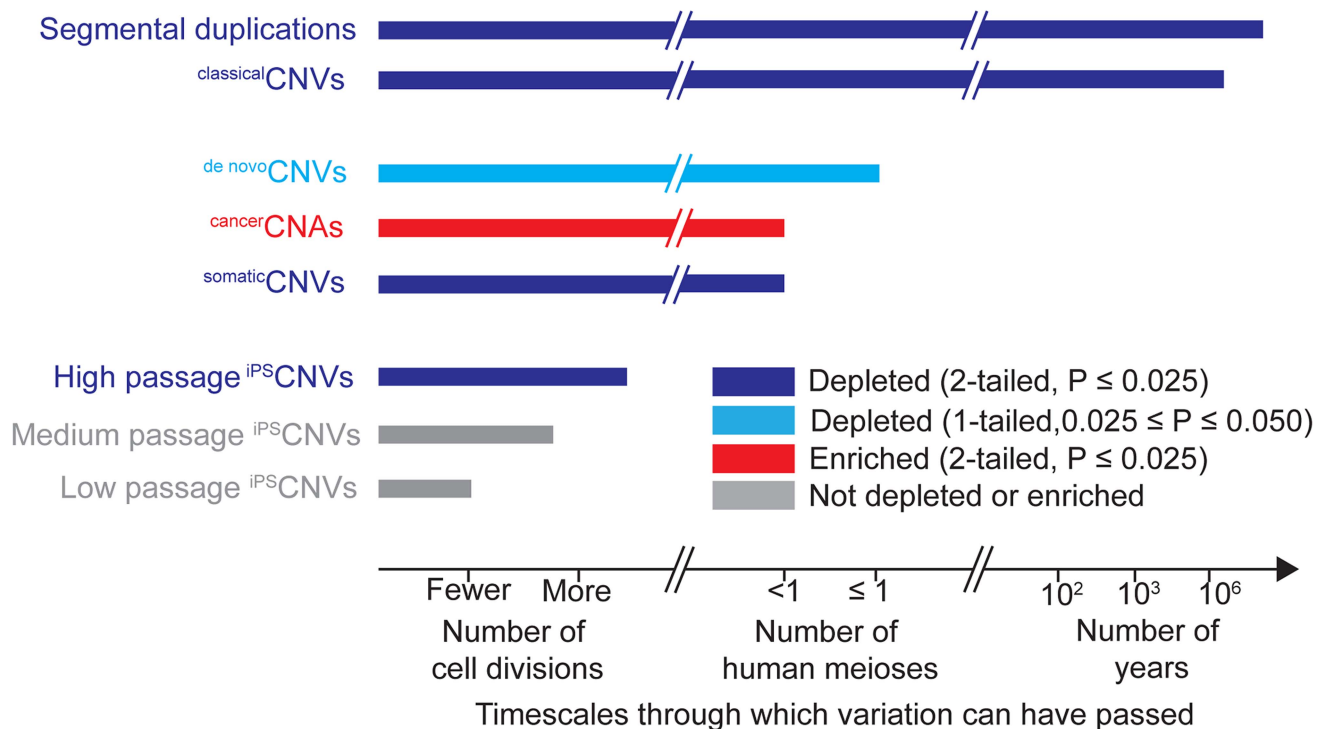 Segmental duplications
classicalCNVs
de novoCNVs
cancerCNAs
somaticCNVs
High passage iPSCNVs
Medium passage iPSCNVs
Low passage iPSCNVs
Depleted (2-tailed, P ≤ 0.025)
Depleted (1-tailed,0.025 ≤ P ≤ 0.050)
Enriched (2-tailed, P ≤ 0.025)
Not depleted or enriched
Fewer More <1 ≤ 1 10² 10³ 10⁶
Number of Number of Number of
cell divisions human meioses years
Timescales through which variation can have passed